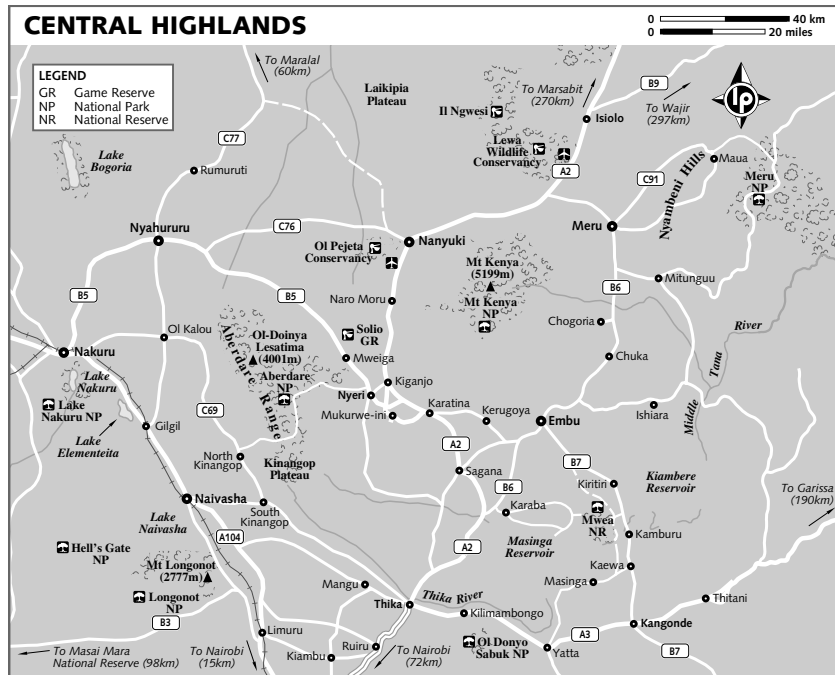 CENTRAL HIGHLANDS
0 40 km
0 20 miles
LEGEND
GR Game Reserve
NP National Park
NR National Reserve
To Maralal
(60km)
Laikipia
Plateau
To Marsabit
(270km)
B9
To Wajir
(297km)
lp
Il Ngwesi
Isiolo
C77
Lake
Bogoria
Rumuruti
Lewa
Wildlife
Conservancy
A2
C91
Nyambeni Hills
Maua
Meru
NP
Nyahururu
C76
Nanyuki
Meru
Ol Pejeta
Conservancy
Mt Kenya
(5199m)
Mt Kenya
NP
Mitunguu
B5
B5
B6
Naro Moru
Ol Kalou
Aberdare Range
Ol-Doinya
Lesatima
(4001m)
Solio
GR
Chogoria
River
Tana
Middle
Nakuru
Mweiga
Chuka
Lake
Nakuru
Aberdare
NP
Kiganjo
Lake
Nakuru NP
Nyeri
Mukurwe-ini
Karatina
Kerugoya
Embu
Ishiara
C69
Gilgil
Lake
Elementeita
North
Kinangop
Kinangop
Plateau
A2
B7
Sagana
B6
Kiritiri
Kiambere
Reservoir
To Garissa
(190km)
Naivasha
South
Kinangop
Karaba
Mwea
NR
Lake
Naivasha
A104
A2
Masinga
Reservoir
Kamburu
Hell's Gate
NP
Mt Longonot
(2777m)
Kaewa
Mangu
Masinga
Longonot
NP
Thika
Thika River
Kilimambongo
Thitani
B3
Limuru
Ruiru
Kiambu
Ol Donyo
Sabuk NP
A3
Kangonde
Yatta
B7
To Masai Mara
National Reserve (98km)
To Nairobi
(15km)
To Nairobi
(72km)